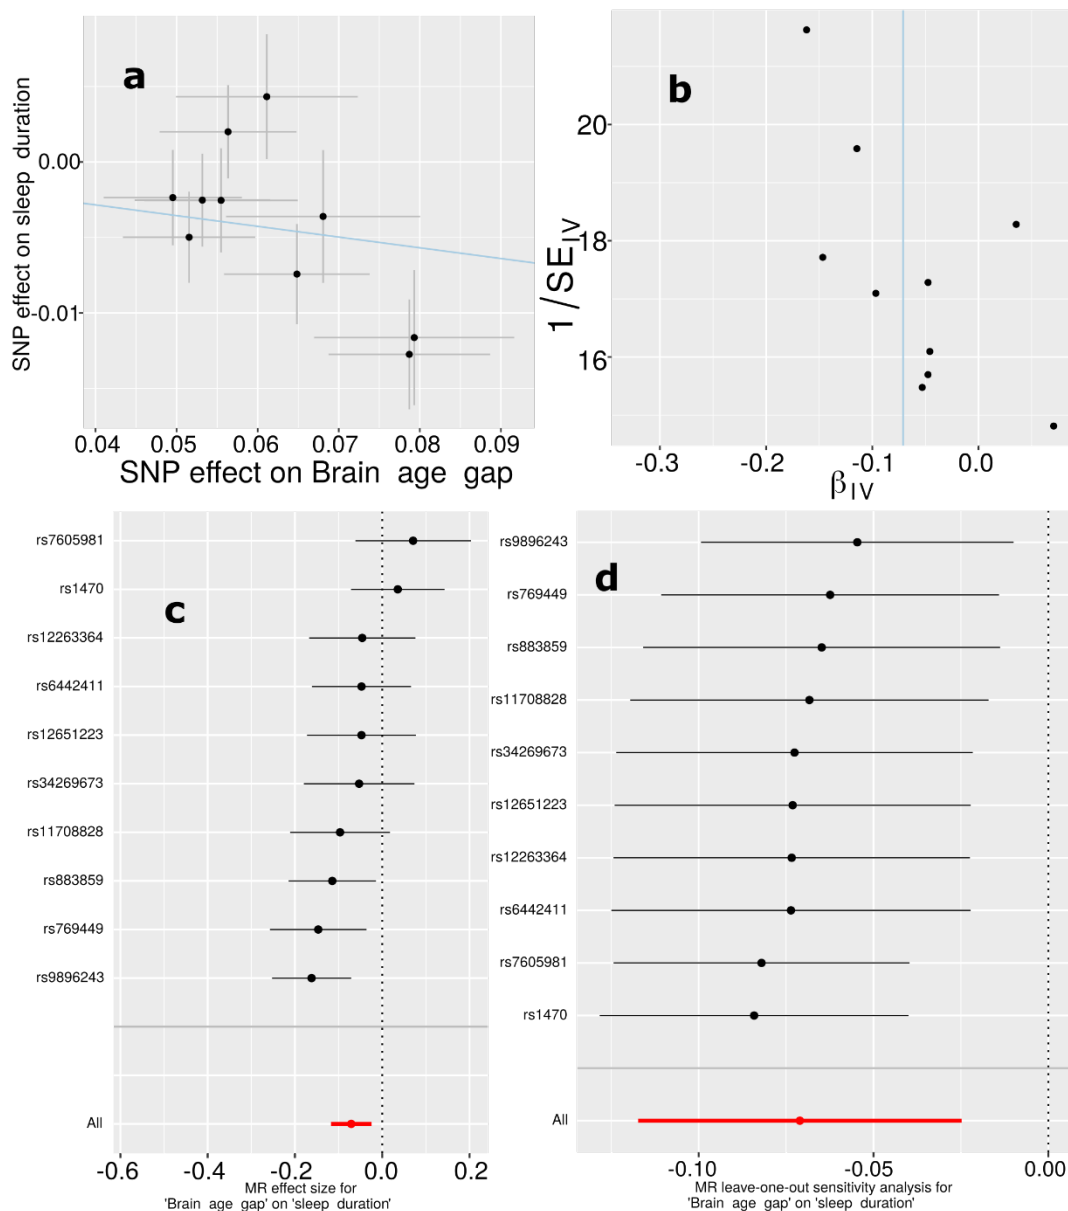 a
SNP effect on sleep duration
0.00
-0.01
0.04 0.05 0.06 0.07 0.08 0.09
SNP effect on Brain age gap
b
1/SE IV
20
18
16
-0.3 -0.2 -0.1 0.0
β IV
c
rs7605981
rs1470
rs12263364
rs6442411
rs12651223
rs34269673
rs11708828
rs883859
rs769449
rs9896243
All
-0.6 -0.4 -0.2 0.0 0.2
MR effect size for
'Brain age gap' on 'sleep duration'
d
rs9896243
rs769449
rs883859
rs11708828
rs34269673
rs12651223
rs12263364
rs6442411
rs7605981
rs1470
All
-0.10 -0.05 0.00
MR leave-one-out sensitivity analysis for
'Brain age gap' on 'sleep duration'